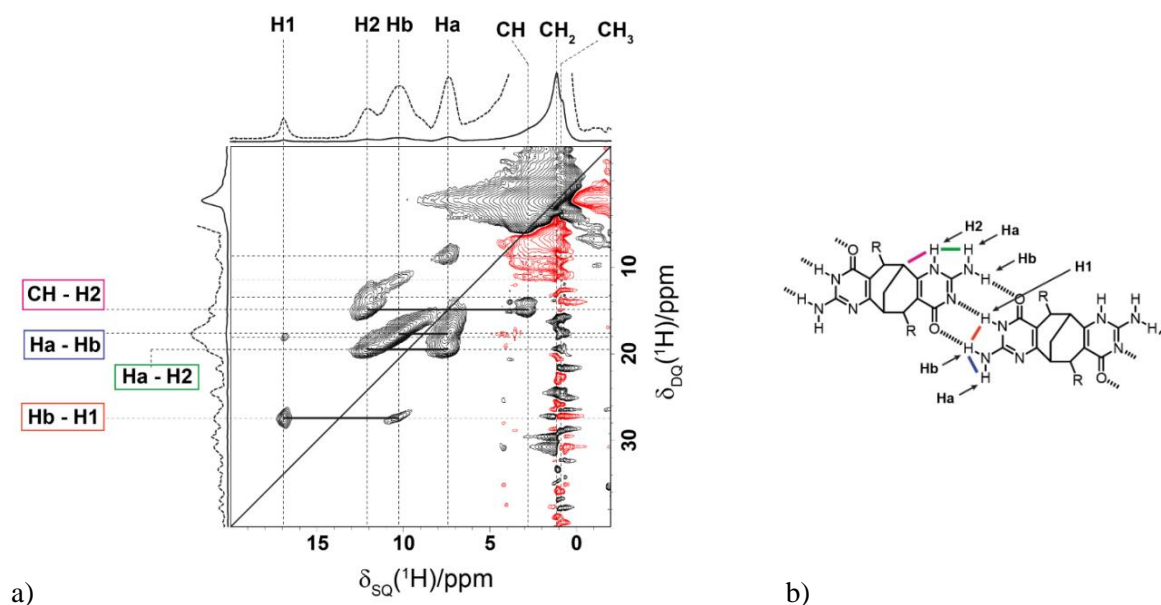 H1 H2 Hb Ha CH CH₂ CH₃
10
CH - H2
Ha - Hb
20
Ha - H2
Hb - H1
30
δDQ(¹H)/ppm
15 10 5 0
δSQ(¹H)/ppm
a)
H2
Ha
R H H
O N N Hb
H N H H1
N N O R
H N N H H
H R O N N N
O H N H
Hb N N N
H R O
Ha
b)